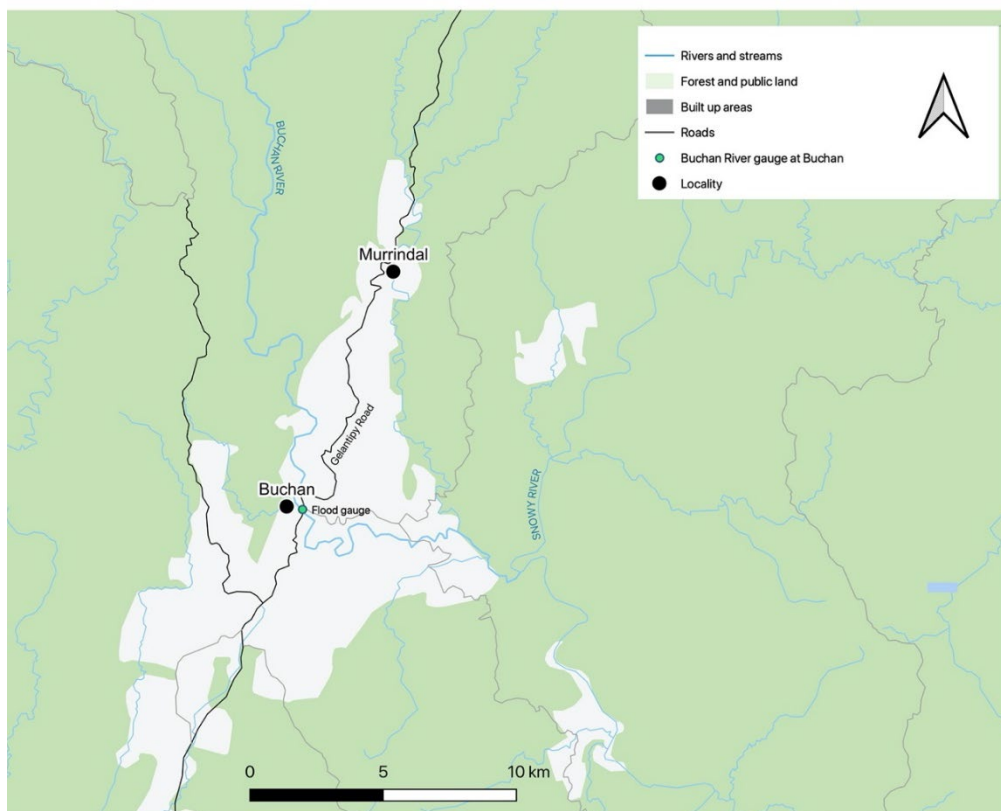 Rivers and streams
Forest and public land
Built up areas
Roads
Buchan River gauge at Buchan
Locality
BUCHAN RIVER
Murrindal
Gelantipy Road
Buchan
Flood gauge
SNOWY RIVER
0 5 10 km